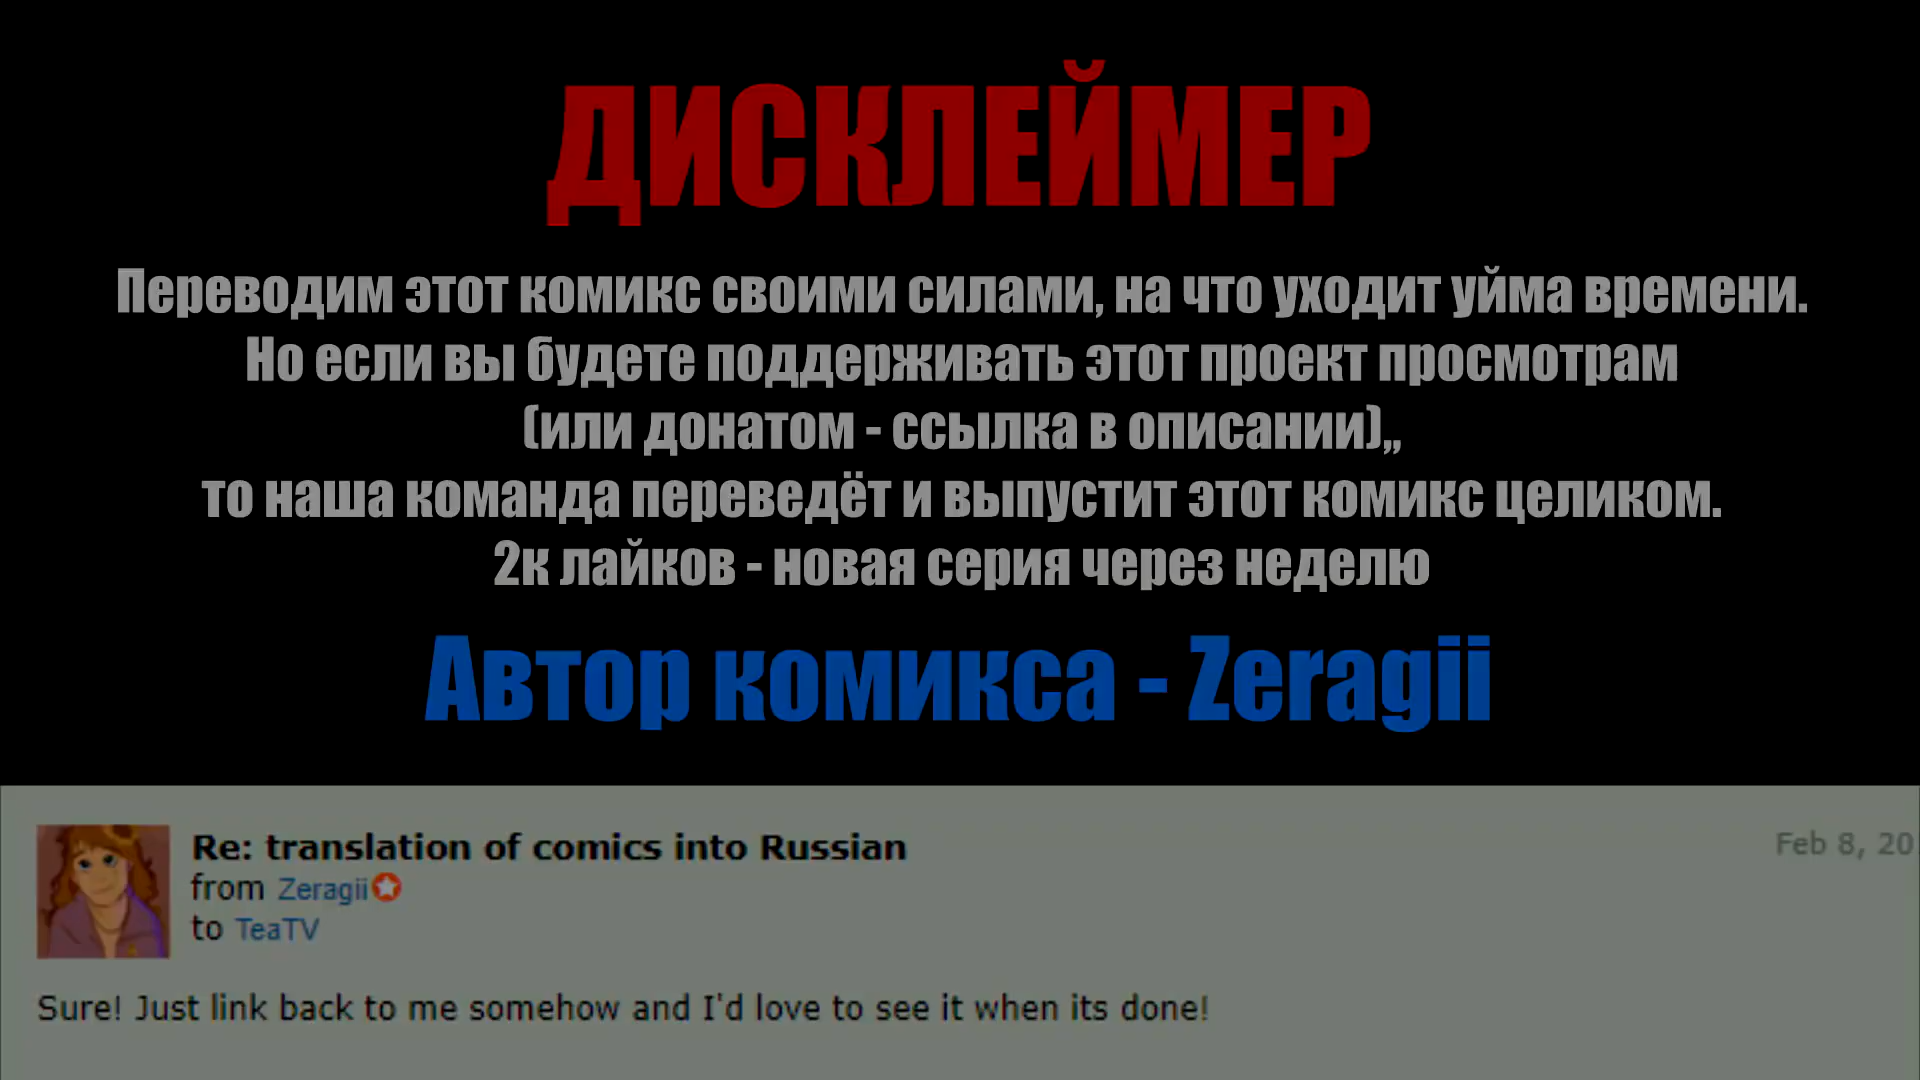 ДИСКЛЕЙМЕР
Переводим этот комикс своими силами, на что уходит уйма времени.
Но если вы будете поддерживать этот проект просмотрам
(или донатом - ссылка в описании),,
то наша команда переведёт и выпустит этот комикс целиком.
2к лайков - новая серия через неделю
Автор комикса - Zeragii
Re: translation of comics into Russian
Feb 8, 20
from Zeragii
to TeaTV
Sure! Just link back to me somehow and I'd love to see it when its done!